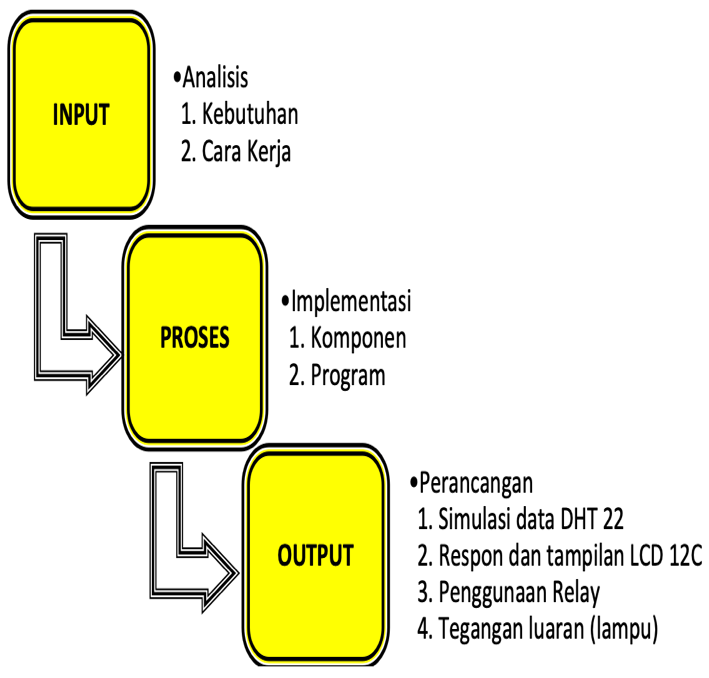 INPUT
•Analisis
1. Kebutuhan
2. Cara Kerja
PROSES
•Implementasi
1. Komponen
2. Program
OUTPUT
•Perancangan
1. Simulasi data DHT 22
2. Respon dan tampilan LCD 12C
3. Penggunaan Relay
4. Tegangan luaran (lampu)